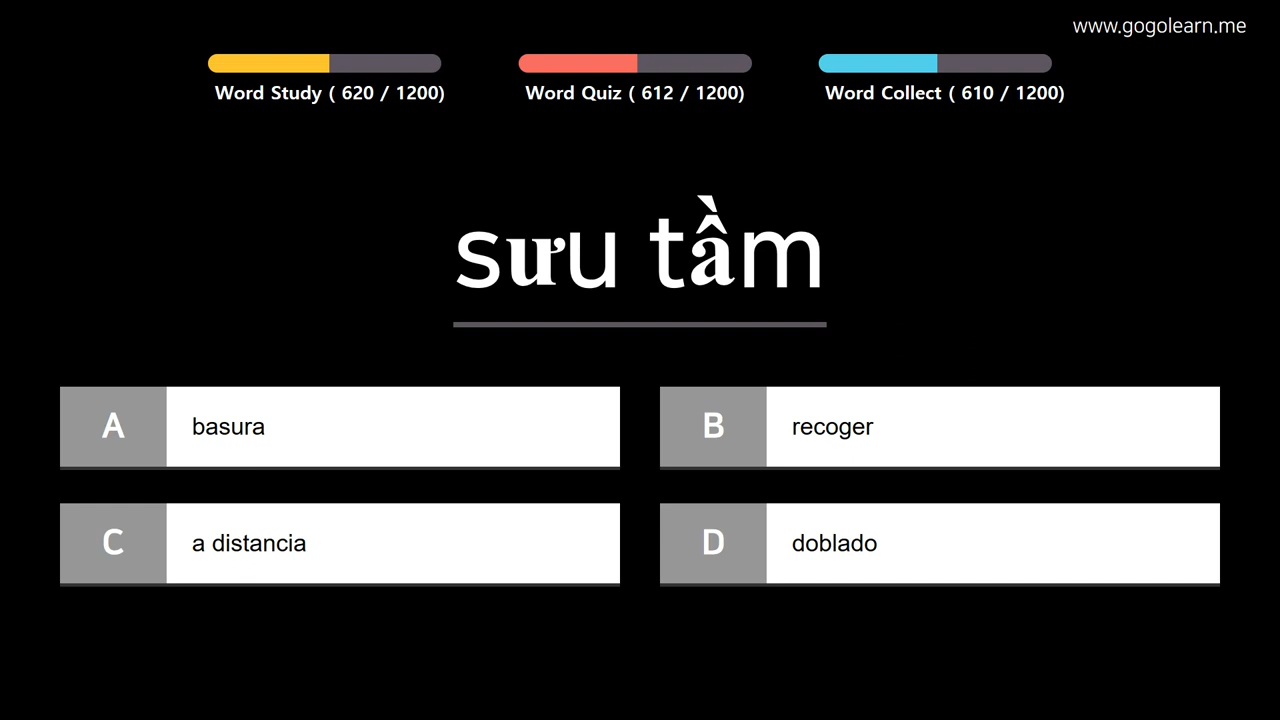 www.gogolearn.me
Word Study ( 620 / 1200)
Word Quiz ( 612 / 1200)
Word Collect ( 610 / 1200)
sưu tầm
A basura
B recoger
C a distancia
D doblado